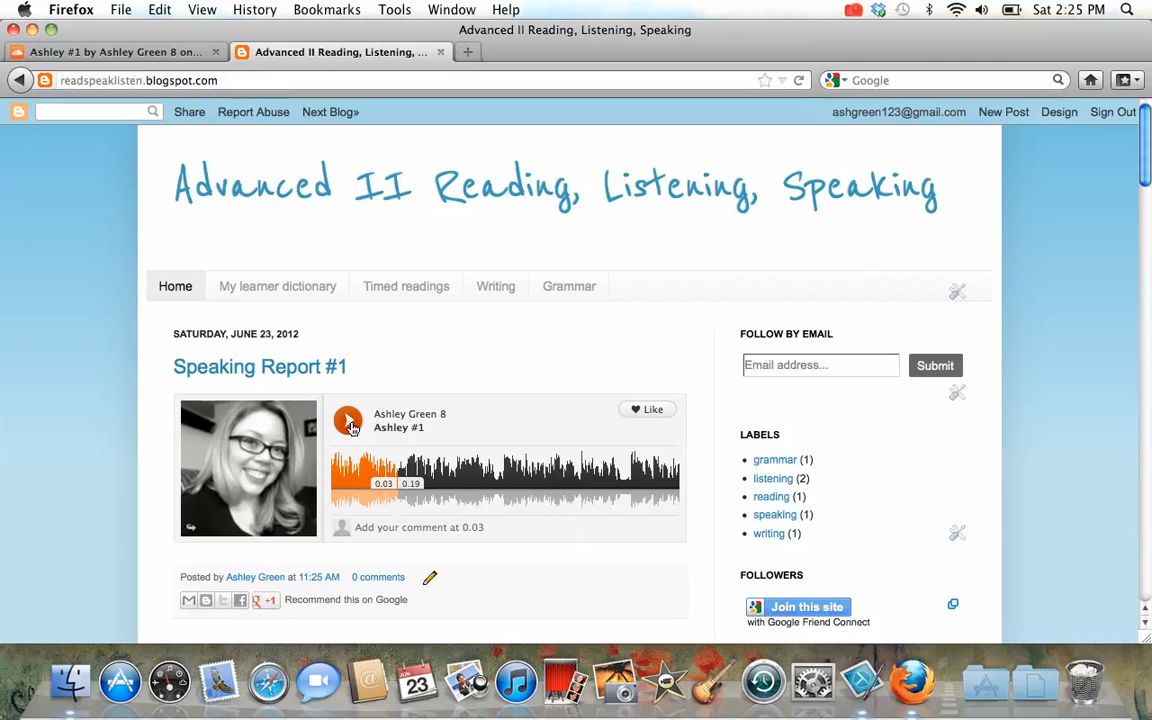 Firefox File Edit View History Bookmarks Tools Window Help Sat 2:25 PM
Advanced II Reading, Listening, Speaking
Ashley #1 by Ashley Green 8 on...
Advanced II Reading, Listening, ...
readspeaklisten.blogspot.com
Google
Share Report Abuse Next Blog» ashgreen123@gmail.com New Post Design Sign Out
Advanced II Reading, Listening, Speaking
Home My learner dictionary Timed readings Writing Grammar
SATURDAY, JUNE 23, 2012
Speaking Report #1
Ashley Green 8
Ashley #1
Like
0.03 0.19
Add your comment at 0.03
Posted by Ashley Green at 11:25 AM 0 comments
+1 Recommend this on Google
FOLLOW BY EMAIL
Email address... Submit
LABELS
grammar (1)
listening (2)
reading (1)
speaking (1)
writing (1)
FOLLOWERS
Join this site
with Google Friend Connect
23